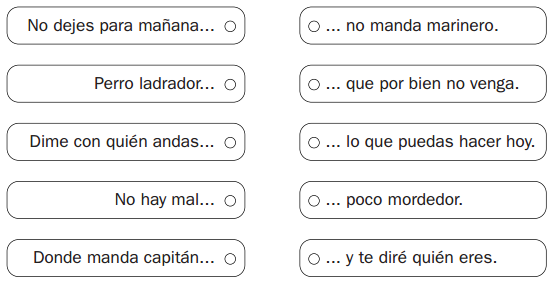 No dejes para mañana...
... no manda marinero.
Perro ladrador...
... que por bien no venga.
Dime con quién andas...
... lo que puedas hacer hoy.
No hay mal...
... poco mordedor.
Donde manda capitán...
... y te diré quién eres.